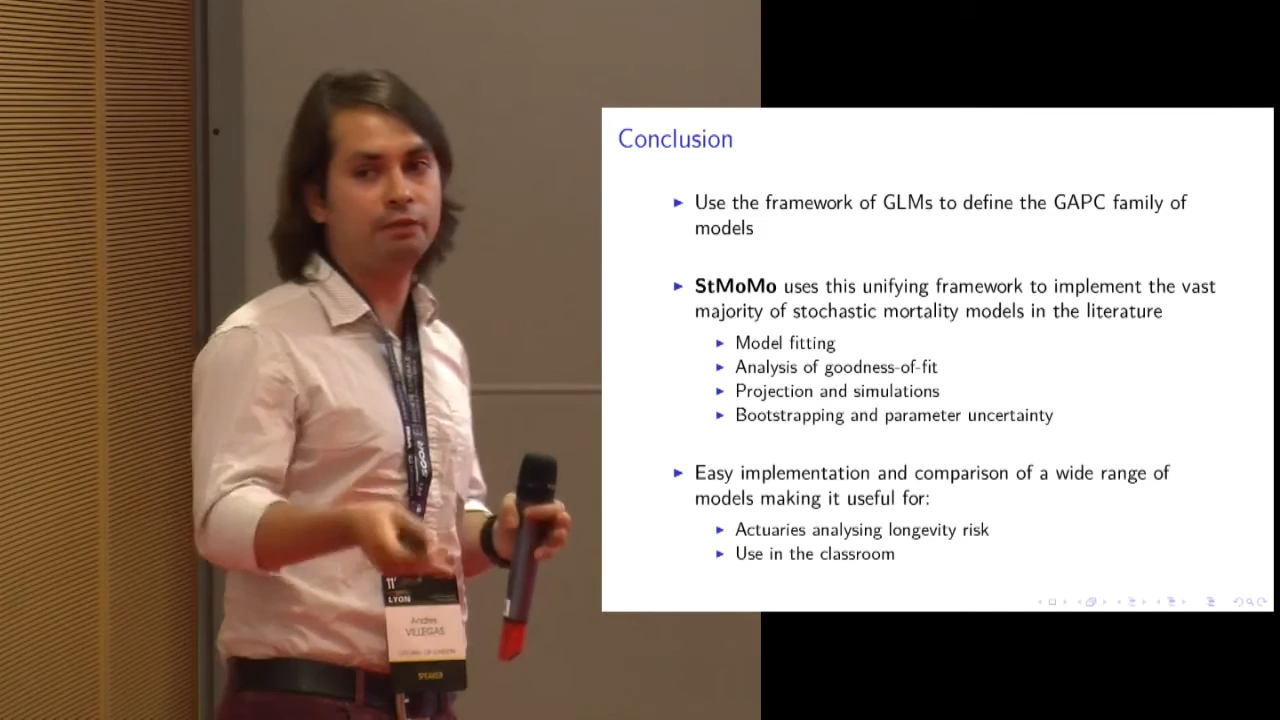 Conclusion
Use the framework of GLMs to define the GAPC family of
models
StMoMo uses this unifying framework to implement the vast
majority of stochastic mortality models in the literature
Model fitting
Analysis of goodness-of-fit
Projection and simulations
Bootstrapping and parameter uncertainty
Easy implementation and comparison of a wide range of
models making it useful for:
Actuaries analysing longevity risk
Use in the classroom
LYON
Andres
VILLEGAS
SPEAKER